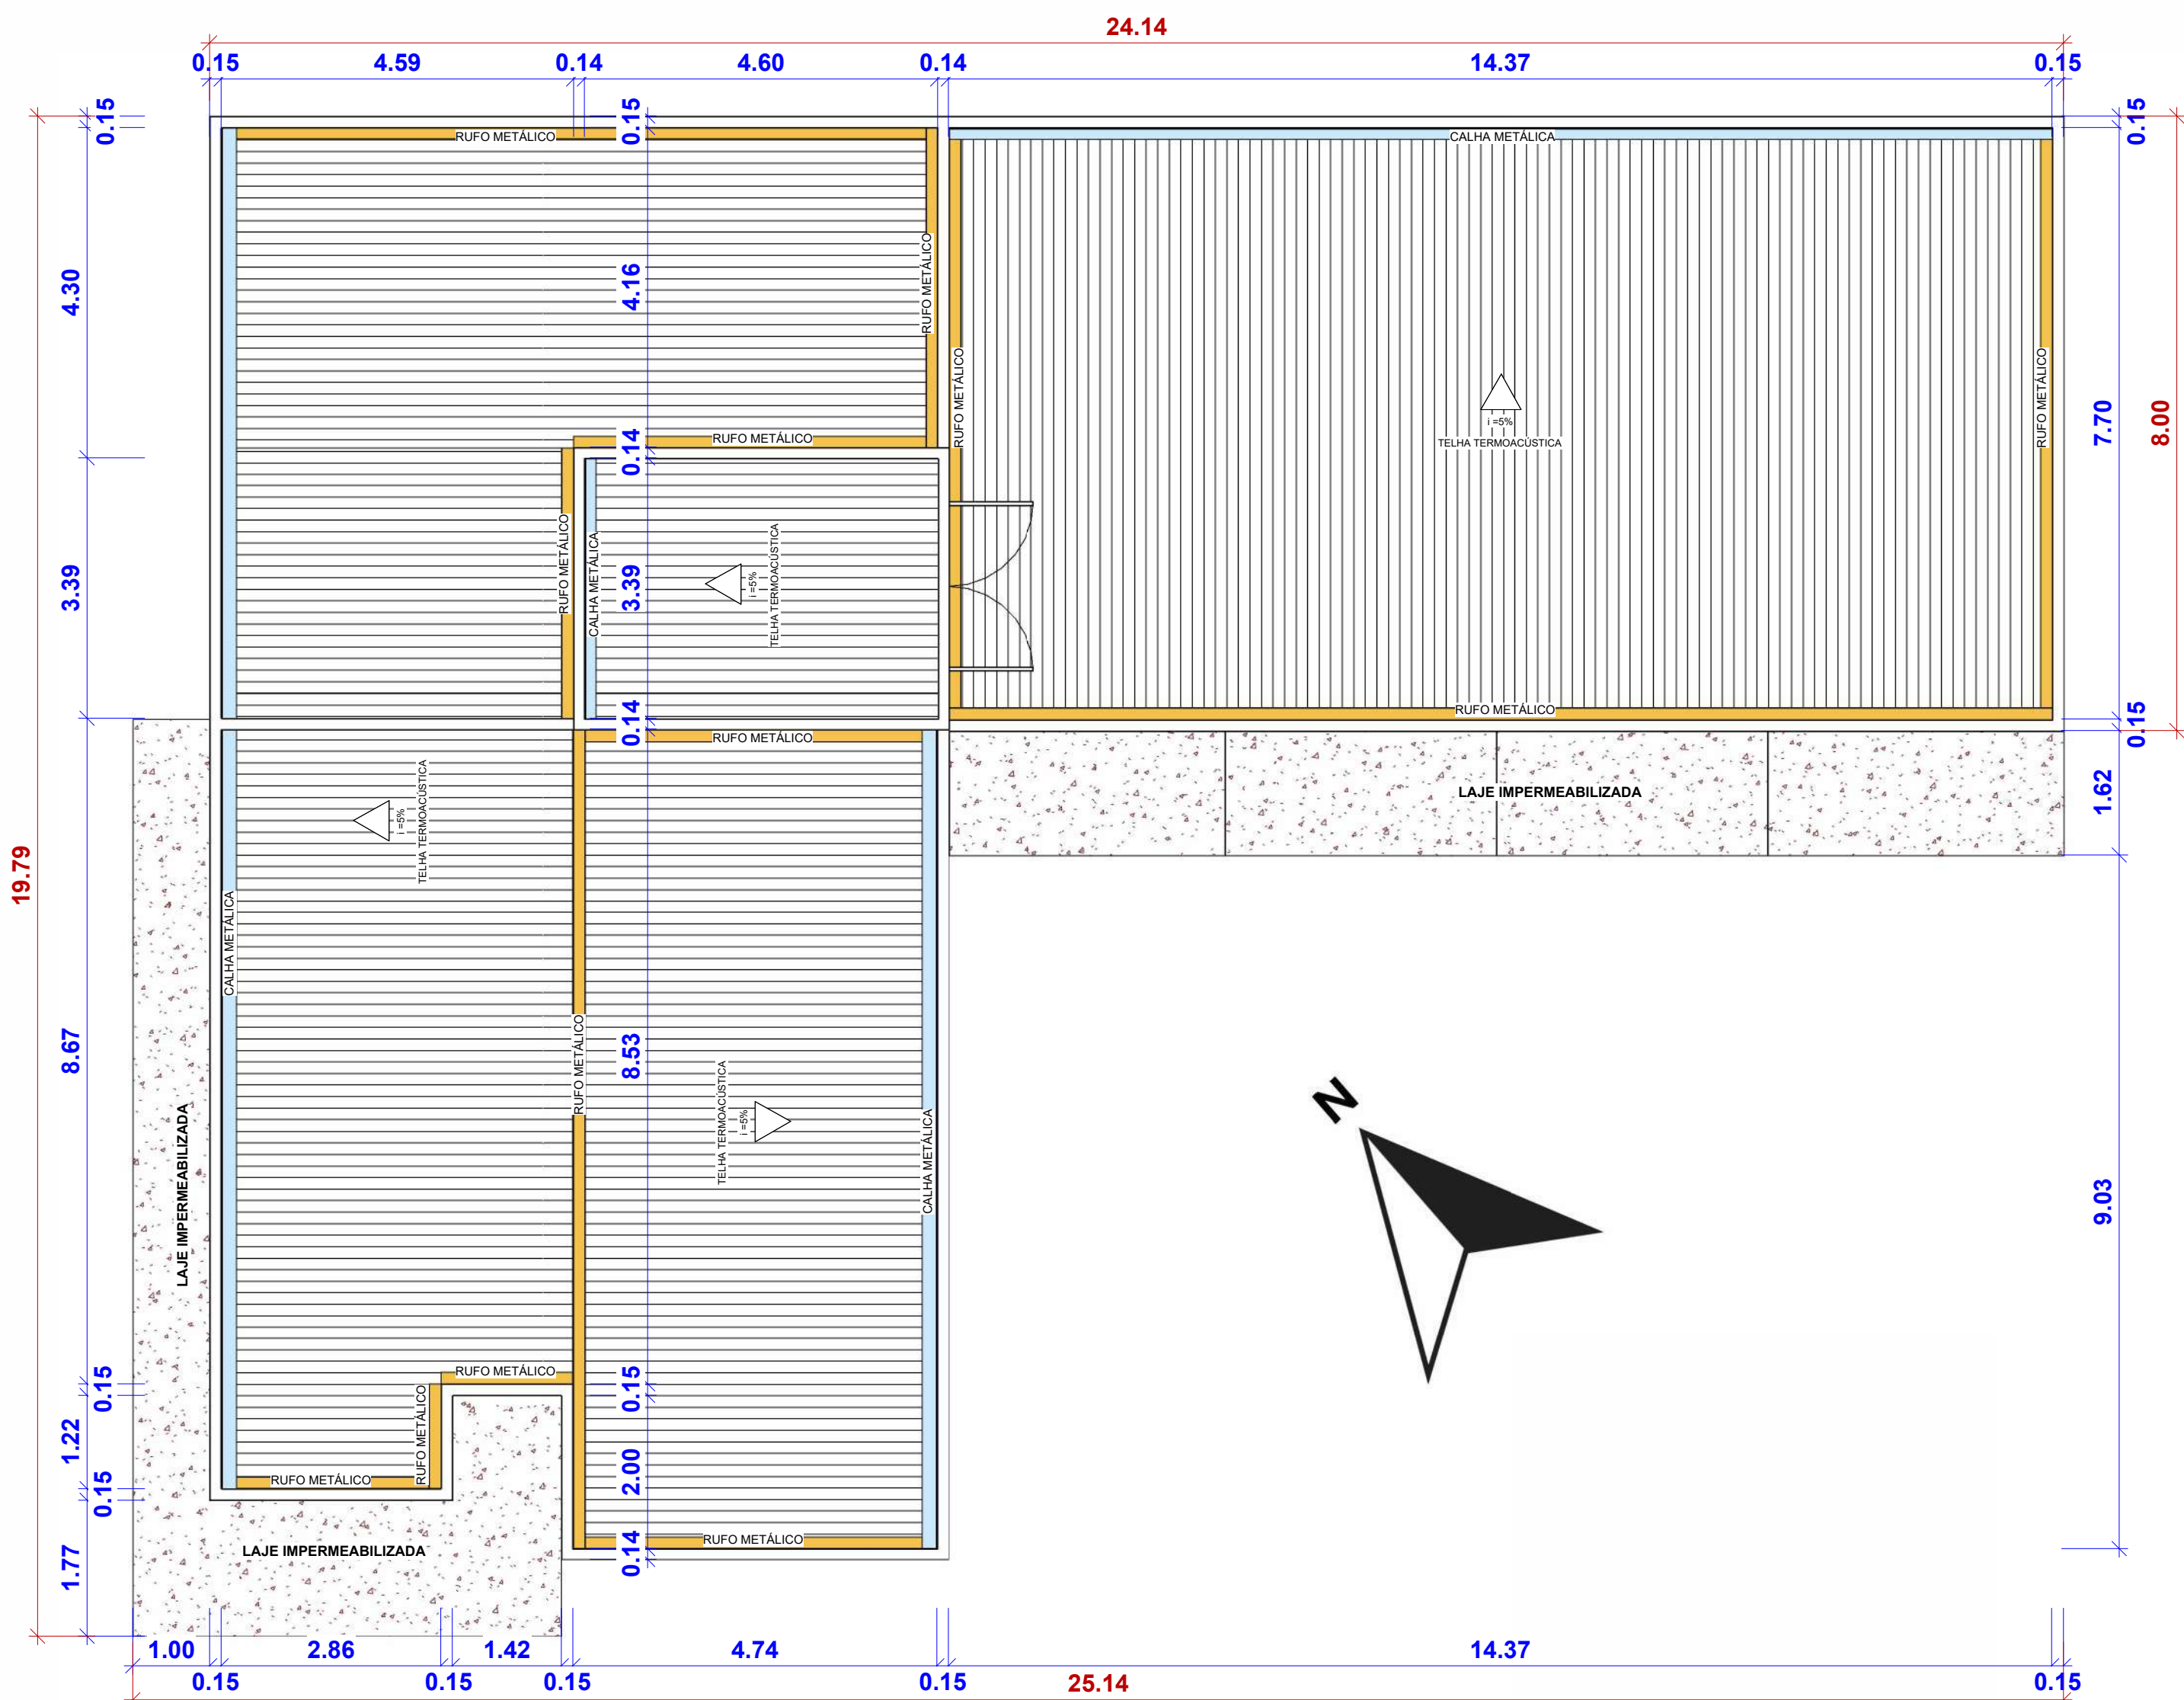 24.14
0.15
4.59
0.14
4.60
0.14
14.37
0.15
0.15
0.15
0.15
RUFO METÁLICO
CALHA METÁLICA
4.30
4.16
RUFO METÁLICO
RUFO METÁLICO
RUFO METÁLICO
7.70
8.00
i =5%
TELHA TERMOACÚSTICA
RUFO METÁLICO
0.14
3.39
RUFO METÁLICO
CALHA METÁLICA
3.39
i =5%
TELHA TERMOACÚSTICA
0.14
RUFO METÁLICO
RUFO METÁLICO
0.15
1.62
LAJE IMPERMEABILIZADA
i =5%
TELHA TERMOACÚSTICA
19.79
CALHA METÁLICA
8.67
RUFO METÁLICO
8.53
TELHA TERMOACÚSTICA
i =5%
CALHA METÁLICA
N
9.03
LAJE IMPERMEABILIZADA
0.15
RUFO METÁLICO
0.15
1.22
RUFO METÁLICO
2.00
0.15
RUFO METÁLICO
RUFO METÁLICO
0.14
LAJE IMPERMEABILIZADA
1.77
1.00
2.86
1.42
4.74
14.37
0.15
0.15
0.15
0.15
25.14
0.15